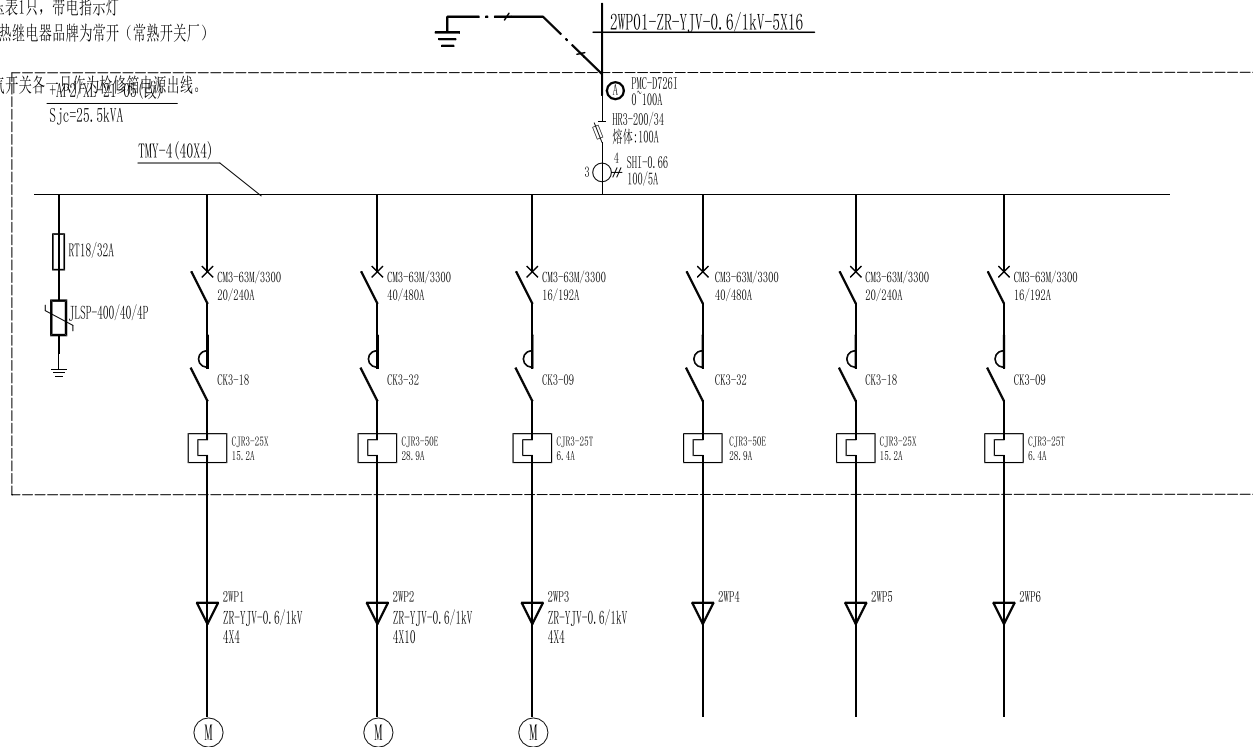 压表1只，带电指示灯
热继电器品牌为常开（常熟开关厂）
气开关各一只作为检修箱电源出线。
+AP2/XL-21-05(改)
Sjc=25.5kVA
TMY-4(40X4)
2WP01-ZR-YJV-0.6/1kV-5X16
A
PMC-D726I
0~100A
HR3-200/34
熔体:100A
3
4
SHI-0.66
100/5A
RT18/32A
JLSP-400/40/4P
CM3-63M/3300
20/240A
CM3-63M/3300
40/480A
CM3-63M/3300
16/192A
CM3-63M/3300
40/480A
CM3-63M/3300
20/240A
CM3-63M/3300
16/192A
CK3-18
CK3-32
CK3-09
CK3-32
CK3-18
CK3-09
CJR3-25X
15.2A
CJR3-50E
28.9A
CJR3-25T
6.4A
CJR3-50E
28.9A
CJR3-25X
15.2A
CJR3-25T
6.4A
2WP1
ZR-YJV-0.6/1kV
4X4
2WP2
ZR-YJV-0.6/1kV
4X10
2WP3
ZR-YJV-0.6/1kV
4X4
2WP4
2WP5
2WP6
M
M
M